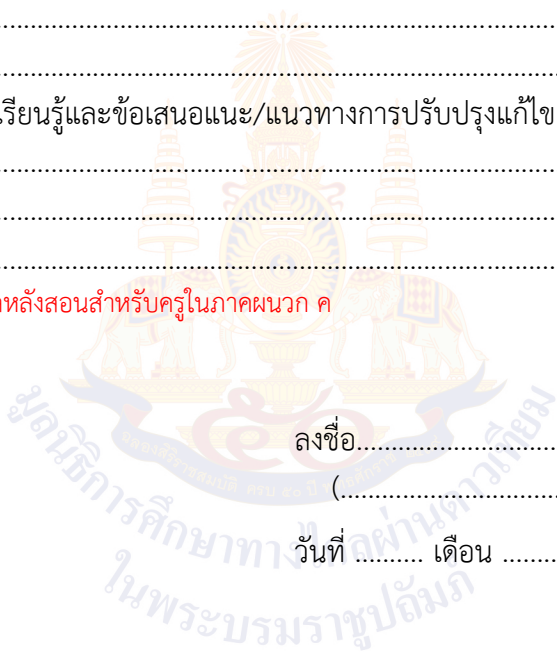 ................................................................................
................................................................................
เรียนรู้และข้อเสนอแนะ/แนวทางการปรับปรุงแก้ไข
................................................................................
................................................................................
................................................................................
หลังสอนสำหรับครูในภาคผนวก ค
ลงชื่อ..............................
(..............................
วันที่ .......... เดือน ........
มูลนิธิการศึกษาทางไกลผ่านดาวเทียม
ในพระบรมราชูปถัมภ์